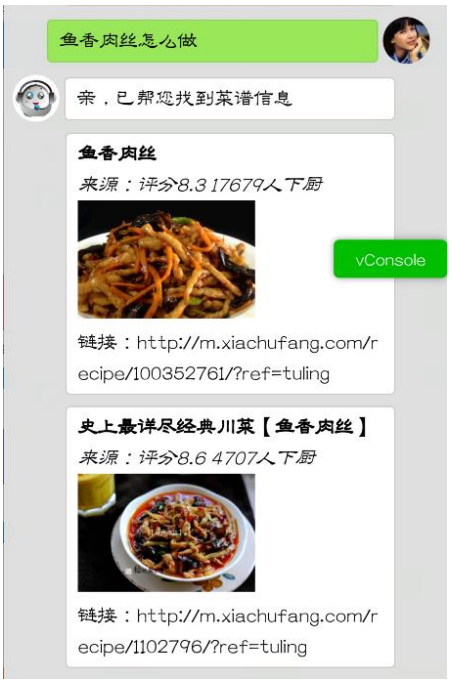 鱼香肉丝怎么做
亲，已帮您找到菜谱信息
鱼香肉丝
来源：评分8.3 17679人下厨
vConsole
链接：http://m.xiachufang.com/r
ecipe/100352761/?ref=tuling
史上最详尽经典川菜【鱼香肉丝】
来源：评分8.6 4707人下厨
链接：http://m.xiachufang.com/r
ecipe/1102796/?ref=tuling